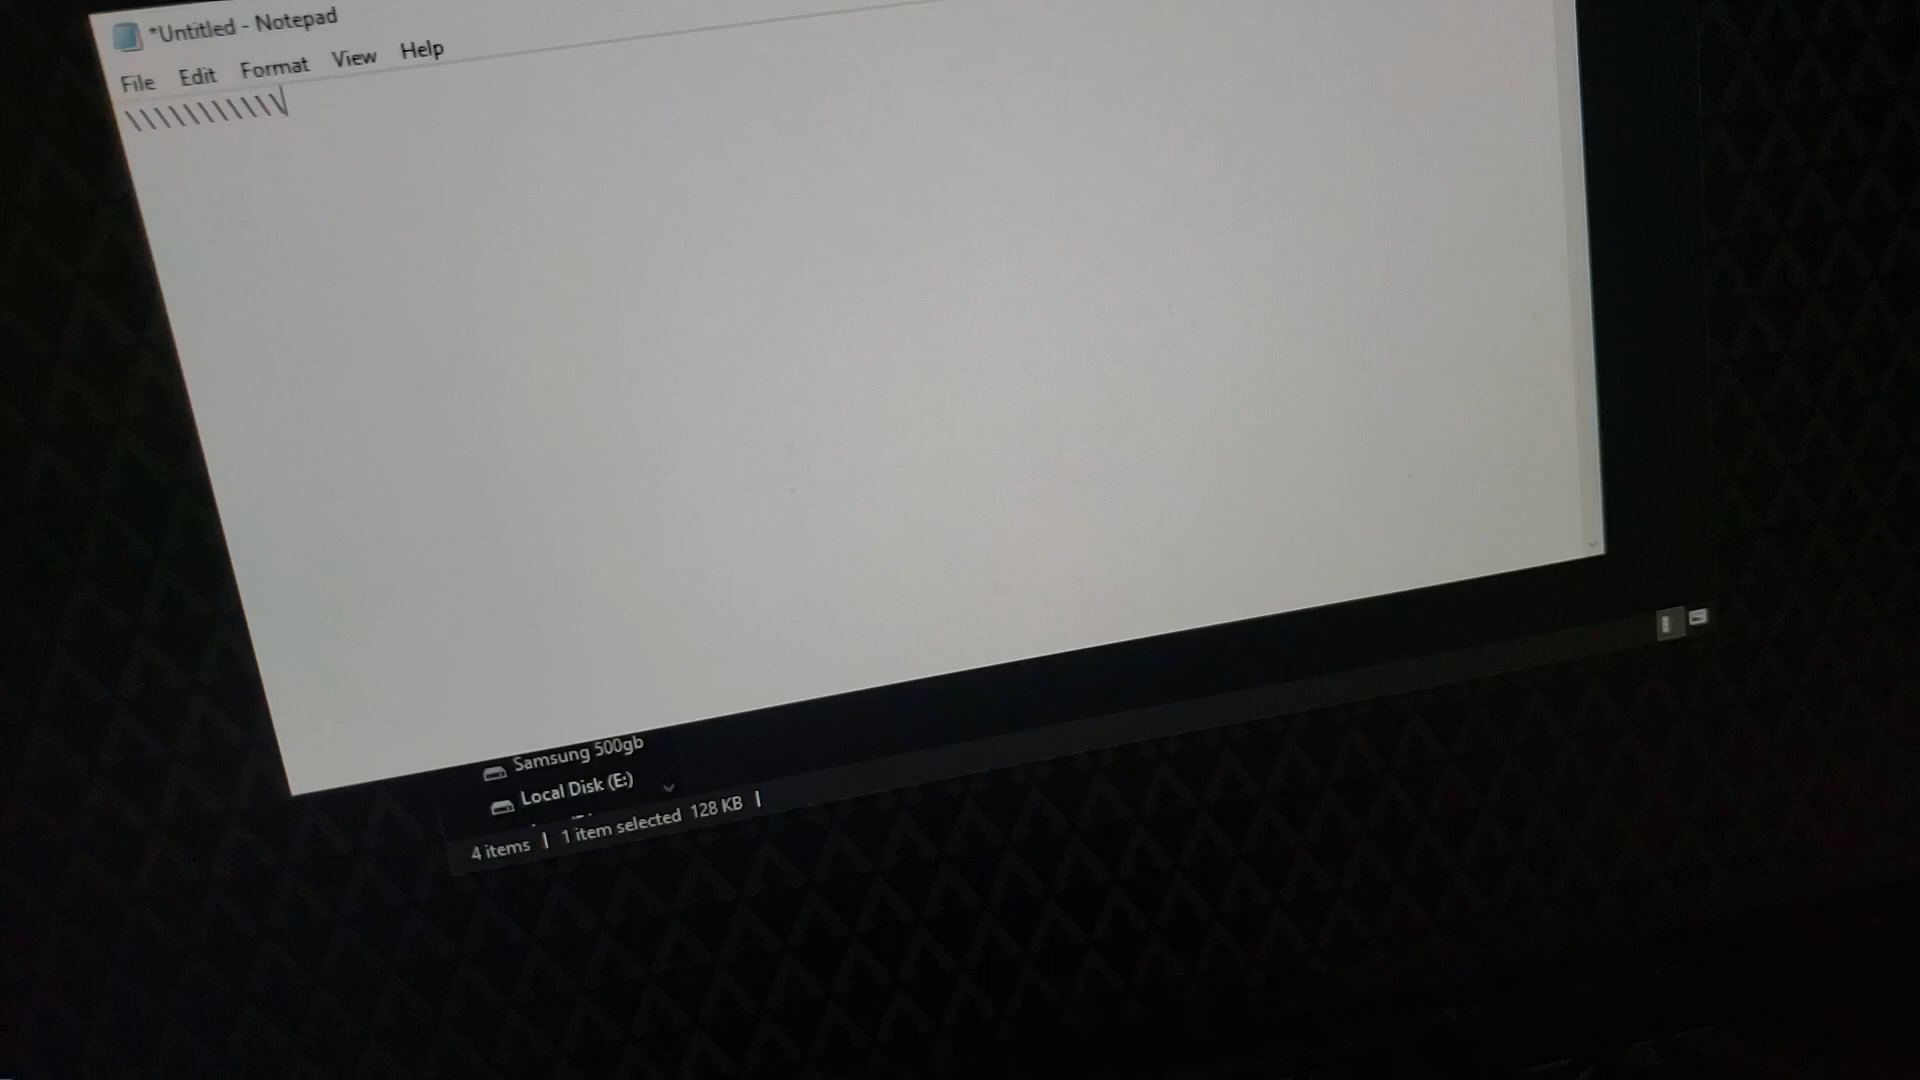 *Untitled - Notepad
File Edit Format View Help
\\\\\\\\\\\
Samsung 500gb
Local Disk (E:)
4 items | 1 item selected 128 KB |